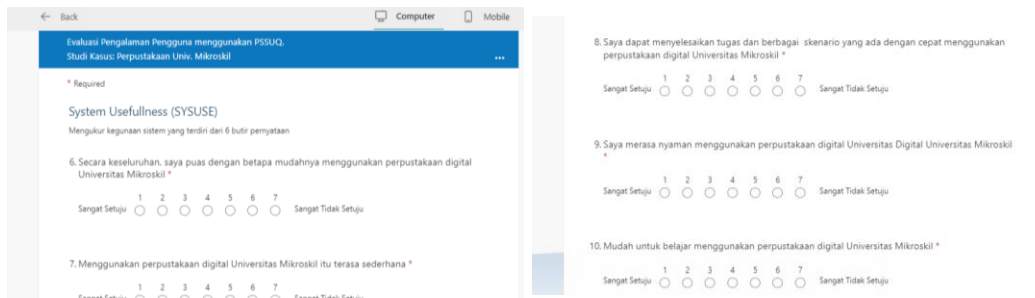 Back
Computer
Mobile
Evaluasi Pengalaman Pengguna menggunakan PSSUQ.
Studi Kasus: Perpustakaan Univ. Mikroskil
...
* Required
System Usefullness (SYSUSE)
Mengukur kegunaan sistem yang terdiri dari 6 butir pernyataan
6. Secara keseluruhan, saya puas dengan betapa mudahnya menggunakan perpustakaan digital
Universitas Mikroskil *
1 2 3 4 5 6 7
Sangat Setuju Sangat Tidak Setuju
7. Menggunakan perpustakaan digital Universitas Mikroskil itu terasa sederhana *
1 2 3 4 5 6 7
Sangat Setuju Sangat Tidak Setuju
8. Saya dapat menyelesaikan tugas dan berbagai skenario yang ada dengan cepat menggunakan
perpustakaan digital Universitas Mikroskil *
1 2 3 4 5 6 7
Sangat Setuju Sangat Tidak Setuju
9. Saya merasa nyaman menggunakan perpustakaan digital Universitas Digital Universitas Mikroskil
*
1 2 3 4 5 6 7
Sangat Setuju Sangat Tidak Setuju
10. Mudah untuk belajar menggunakan perpustakaan digital Universitas Mikroskil *
1 2 3 4 5 6 7
Sangat Setuju Sangat Tidak Setuju